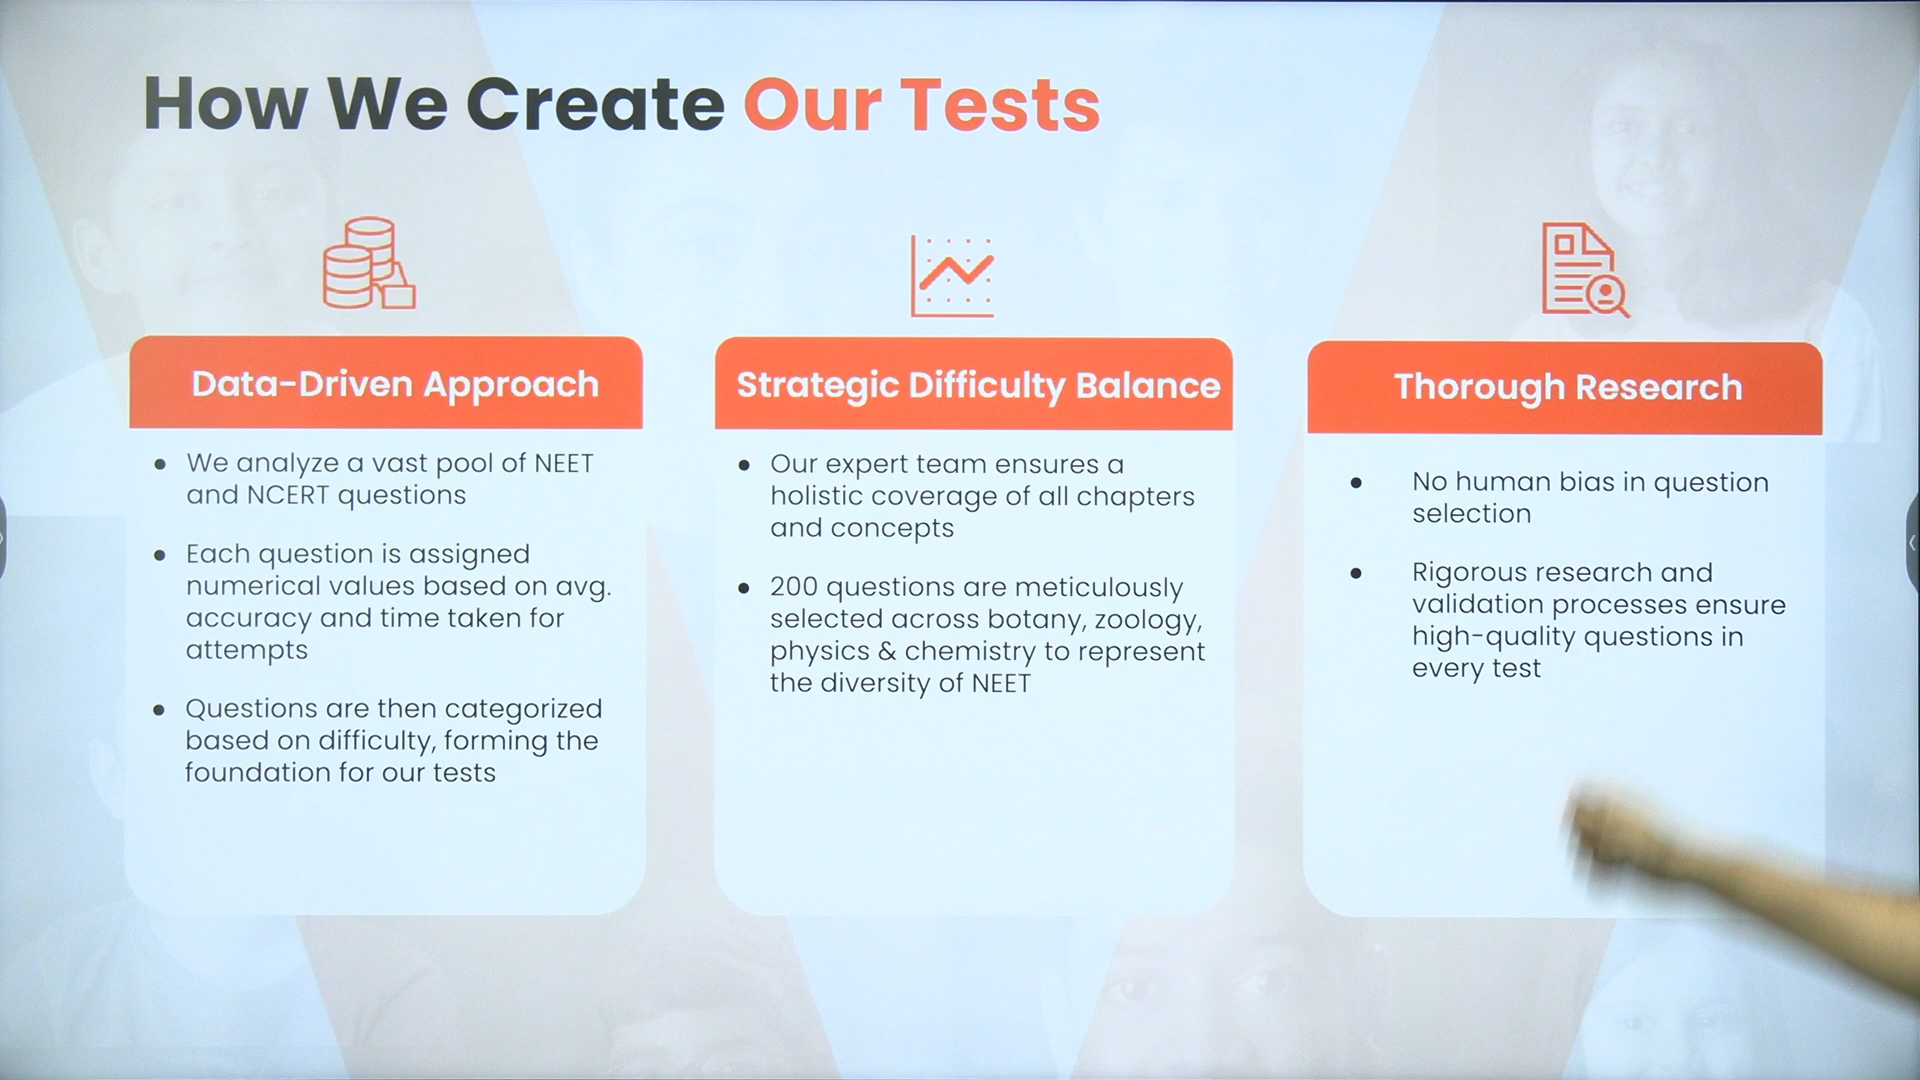 How We Create Our Tests
Data-Driven Approach
• We analyze a vast pool of NEET
and NCERT questions
• Each question is assigned
numerical values based on avg.
accuracy and time taken for
attempts
• Questions are then categorized
based on difficulty, forming the
foundation for our tests
Strategic Difficulty Balance
• Our expert team ensures a
holistic coverage of all chapters
and concepts
• 200 questions are meticulously
selected across botany, zoology,
physics & chemistry to represent
the diversity of NEET
Thorough Research
• No human bias in question
selection
• Rigorous research and
validation processes ensure
high-quality questions in
every test